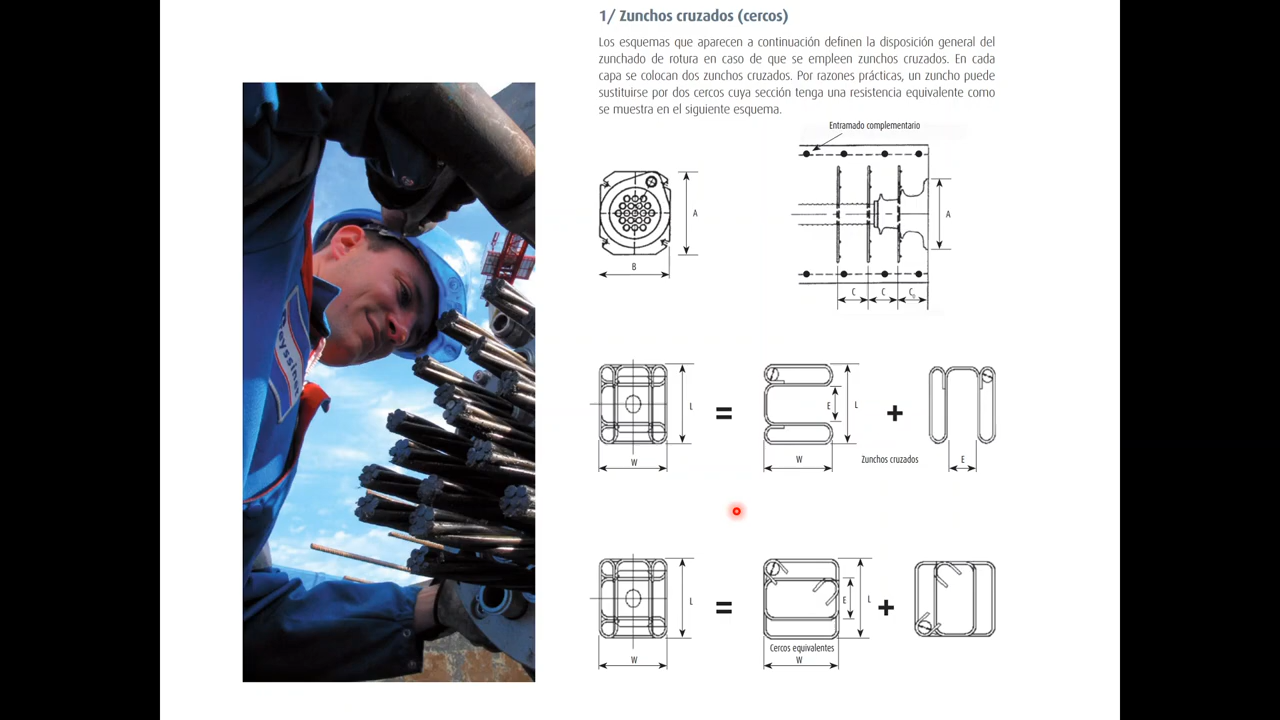 1/ Zunchos cruzados (cercos)
Los esquemas que aparecen a continuación definen la disposición general del
zunchado de rotura en caso de que se empleen zunchos cruzados. En cada
capa se colocan dos zunchos cruzados. Por razones prácticas, un zuncho puede
sustituirse por dos cercos cuya sección tenga una resistencia equivalente como
se muestra en el siguiente esquema.
Entramado complementario
A
B
A
C C C0
L
W
=
E
L
W
+
Zunchos cruzados
E
L
W
=
E
L
Cercos equivalentes
W
+
eyssin